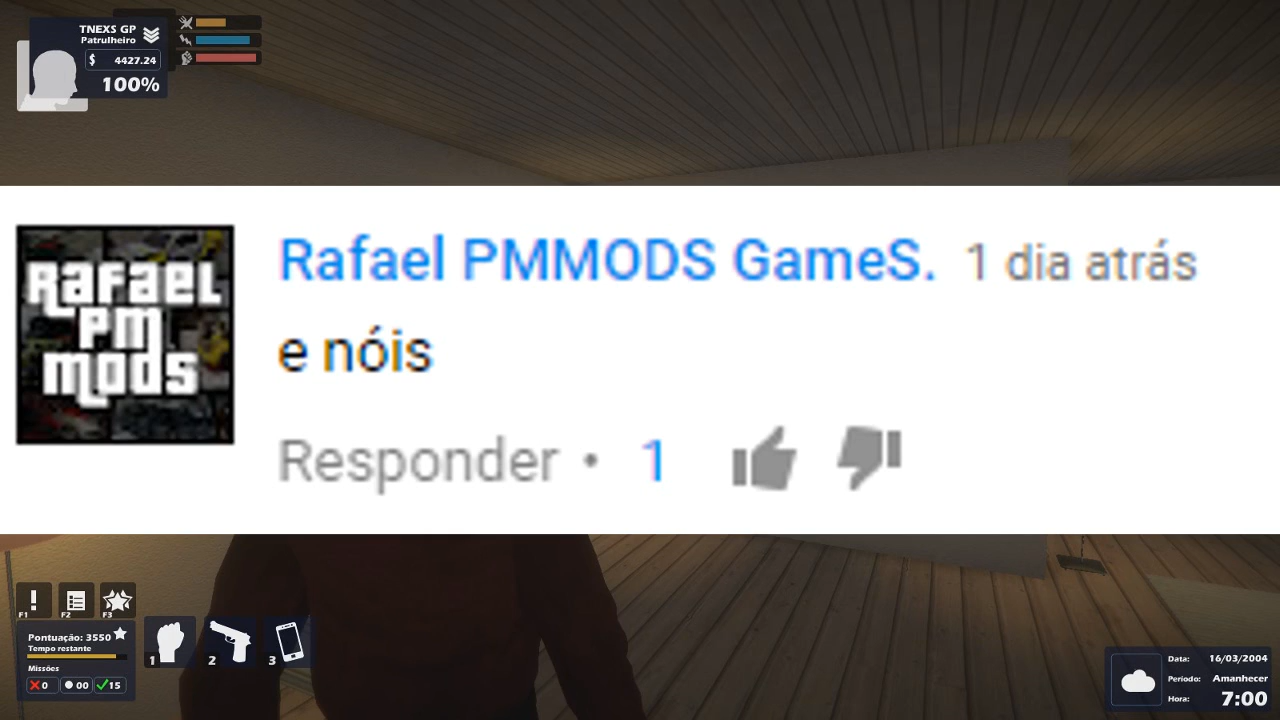 TNEXS GP
Patrulheiro
$ 4427.24
100%
RAFAEL
PM
MODS
Rafael PMMODS GameS. 1 dia atrás
e nóis
Responder • 1
F1 F2 F3
Pontuação: 3550
Tempo restante
Missões
0 00 15
1 2 3
Data: 16/03/2004
Período: Amanhecer
Hora: 7:00